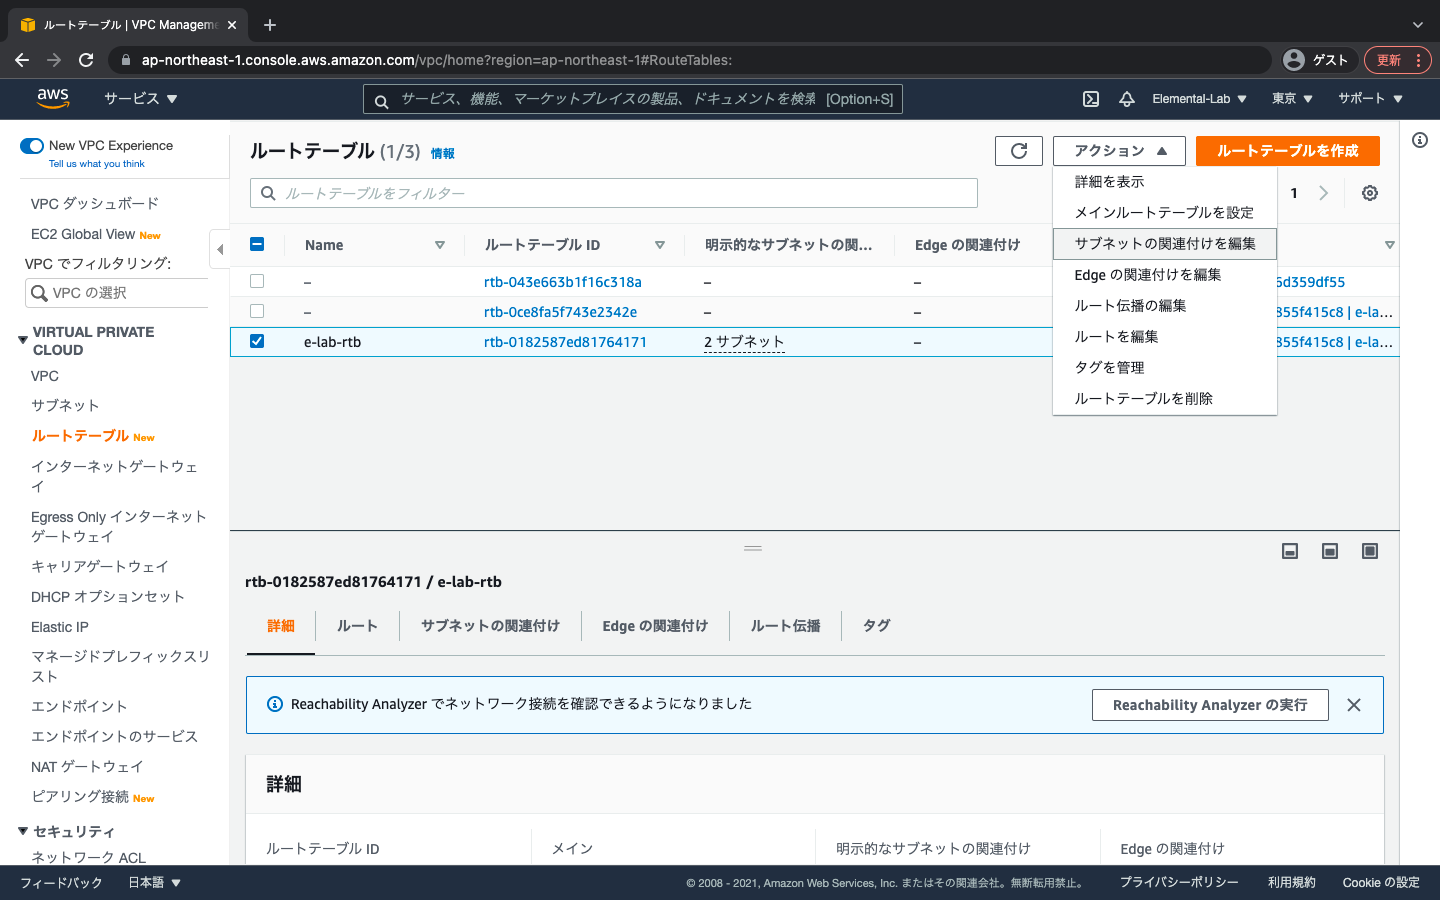 ルートテーブル | VPC Manageme
ap-northeast-1.console.aws.amazon.com/vpc/home?region=ap-northeast-1#RouteTables:
ゲスト
更新
aws
サービス
サービス、機能、マーケットプレイスの製品、ドキュメントを検索 [Option+S]
Elemental-Lab
東京
サポート
New VPC Experience
Tell us what you think
VPC ダッシュボード
EC2 Global View New
VPC でフィルタリング:
VPC の選択
VIRTUAL PRIVATE
CLOUD
VPC
サブネット
ルートテーブル New
インターネットゲートウェ
イ
Egress Only インターネット
ゲートウェイ
キャリアゲートウェイ
DHCP オプションセット
Elastic IP
マネージドプレフィックスリ
スト
エンドポイント
エンドポイントのサービス
NAT ゲートウェイ
ピアリング接続 New
セキュリティ
ネットワーク ACL
ルートテーブル (1/3) 情報
アクション
ルートテーブルを作成
ルートテーブルをフィルター
1
詳細を表示
メインルートテーブルを設定
サブネットの関連付けを編集
Edge の関連付けを編集
ルート伝播の編集
ルートを編集
タグを管理
ルートテーブルを削除
Name ルートテーブル ID 明示的なサブネットの関... Edge の関連付け
– rtb-043e663b1f16c318a – – 6d359df55
– rtb-0ce8fa5f743e2342e – – 855f415c8 | e-la...
e-lab-rtb rtb-0182587ed81764171 2 サブネット – 855f415c8 | e-la...
rtb-0182587ed81764171 / e-lab-rtb
詳細 ルート サブネットの関連付け Edge の関連付け ルート伝播 タグ
Reachability Analyzer でネットワーク接続を確認できるようになりました
Reachability Analyzer の実行
詳細
ルートテーブル ID メイン 明示的なサブネットの関連付け Edge の関連付け
フィードバック 日本語 © 2008 - 2021, Amazon Web Services, Inc. またはその関連会社。無断転用禁止。 プライバシーポリシー 利用規約 Cookie の設定